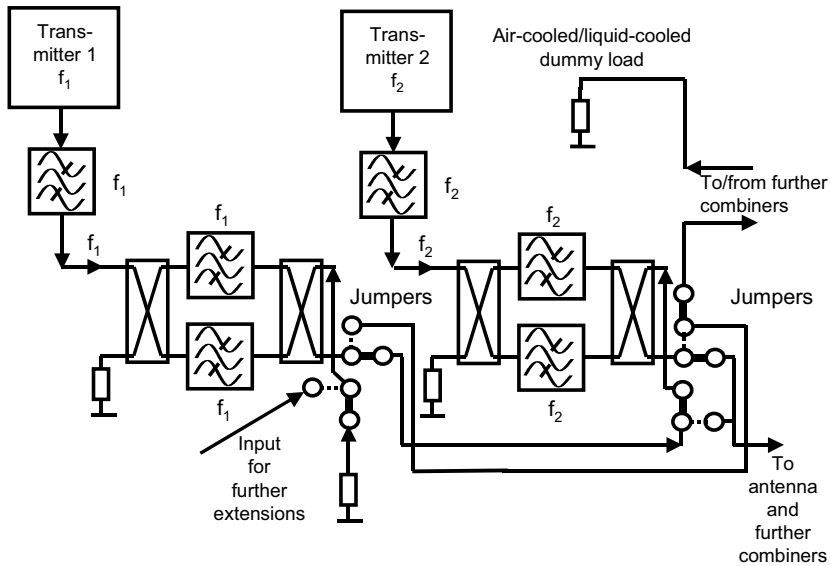 Trans-
mitter 1
f1
Trans-
mitter 2
f2
Air-cooled/liquid-cooled
dummy load
f1
f2
To/from further
combiners
f1
f1
f2
f2
Jumpers
Jumpers
f1
f2
Input
for
further
extensions
To
antenna
and
further
combiners